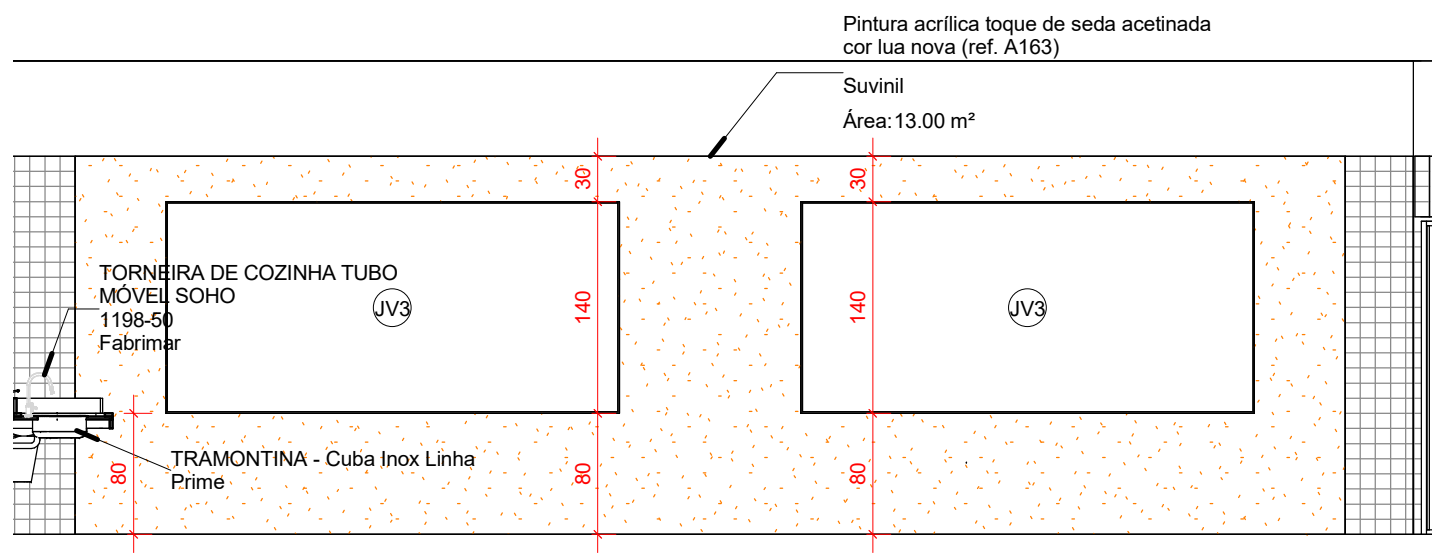 Pintura acrílica toque de seda acetinada
cor lua nova (ref. A163)
Suvinil
Área:13.00 m²
30
30
TORNEIRA DE COZINHA TUBO
MÓVEL SOHO
1198-50
Fabrimar
JV3
140
140
JV3
TRAMONTINA - Cuba Inox Linha
Prime
80
80
80